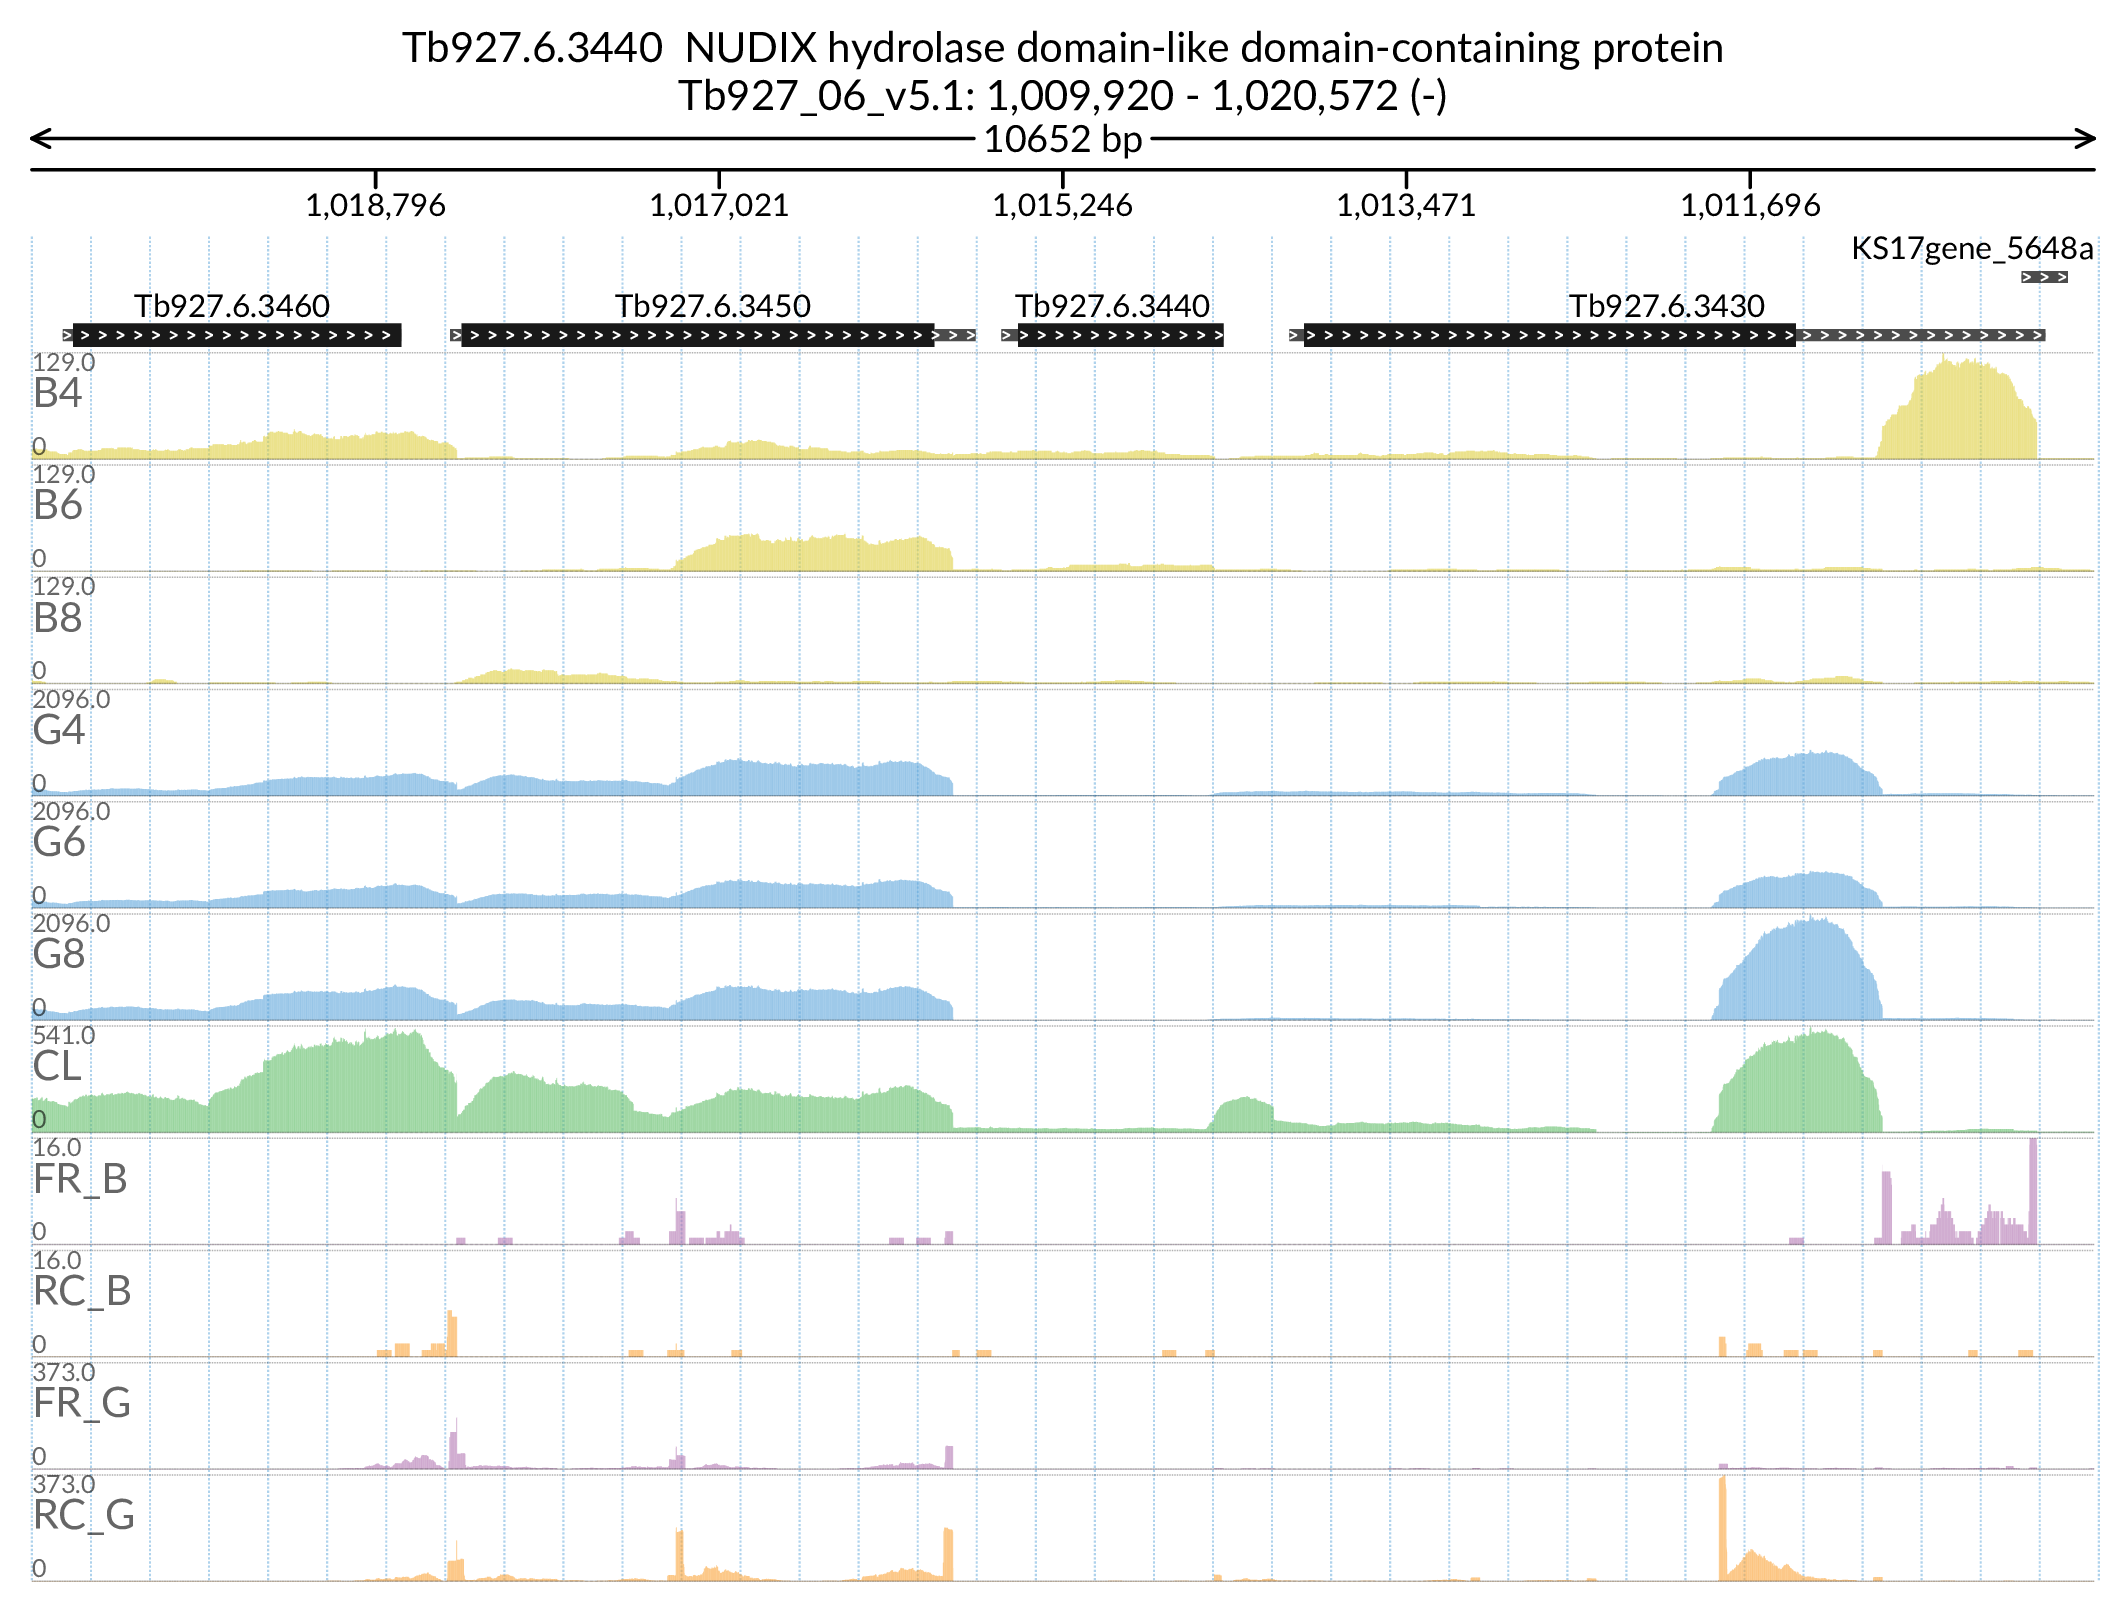 Tb927.6.3440  NUDIX hydrolase domain-like domain-containing protein
Tb927_06_v5.1: 1,009,920 - 1,020,572 (-)
10652 bp
1,018,796 1,017,021 1,015,246 1,013,471 1,011,696
KS17gene_5648a
Tb927.6.3460 Tb927.6.3450 Tb927.6.3440 Tb927.6.3430
129.0
B4
0
129.0
B6
0
129.0
B8
0
2096.0
G4
0
2096.0
G6
0
2096.0
G8
0
541.0
CL
0
16.0
FR_B
0
16.0
RC_B
0
373.0
FR_G
0
373.0
RC_G
0